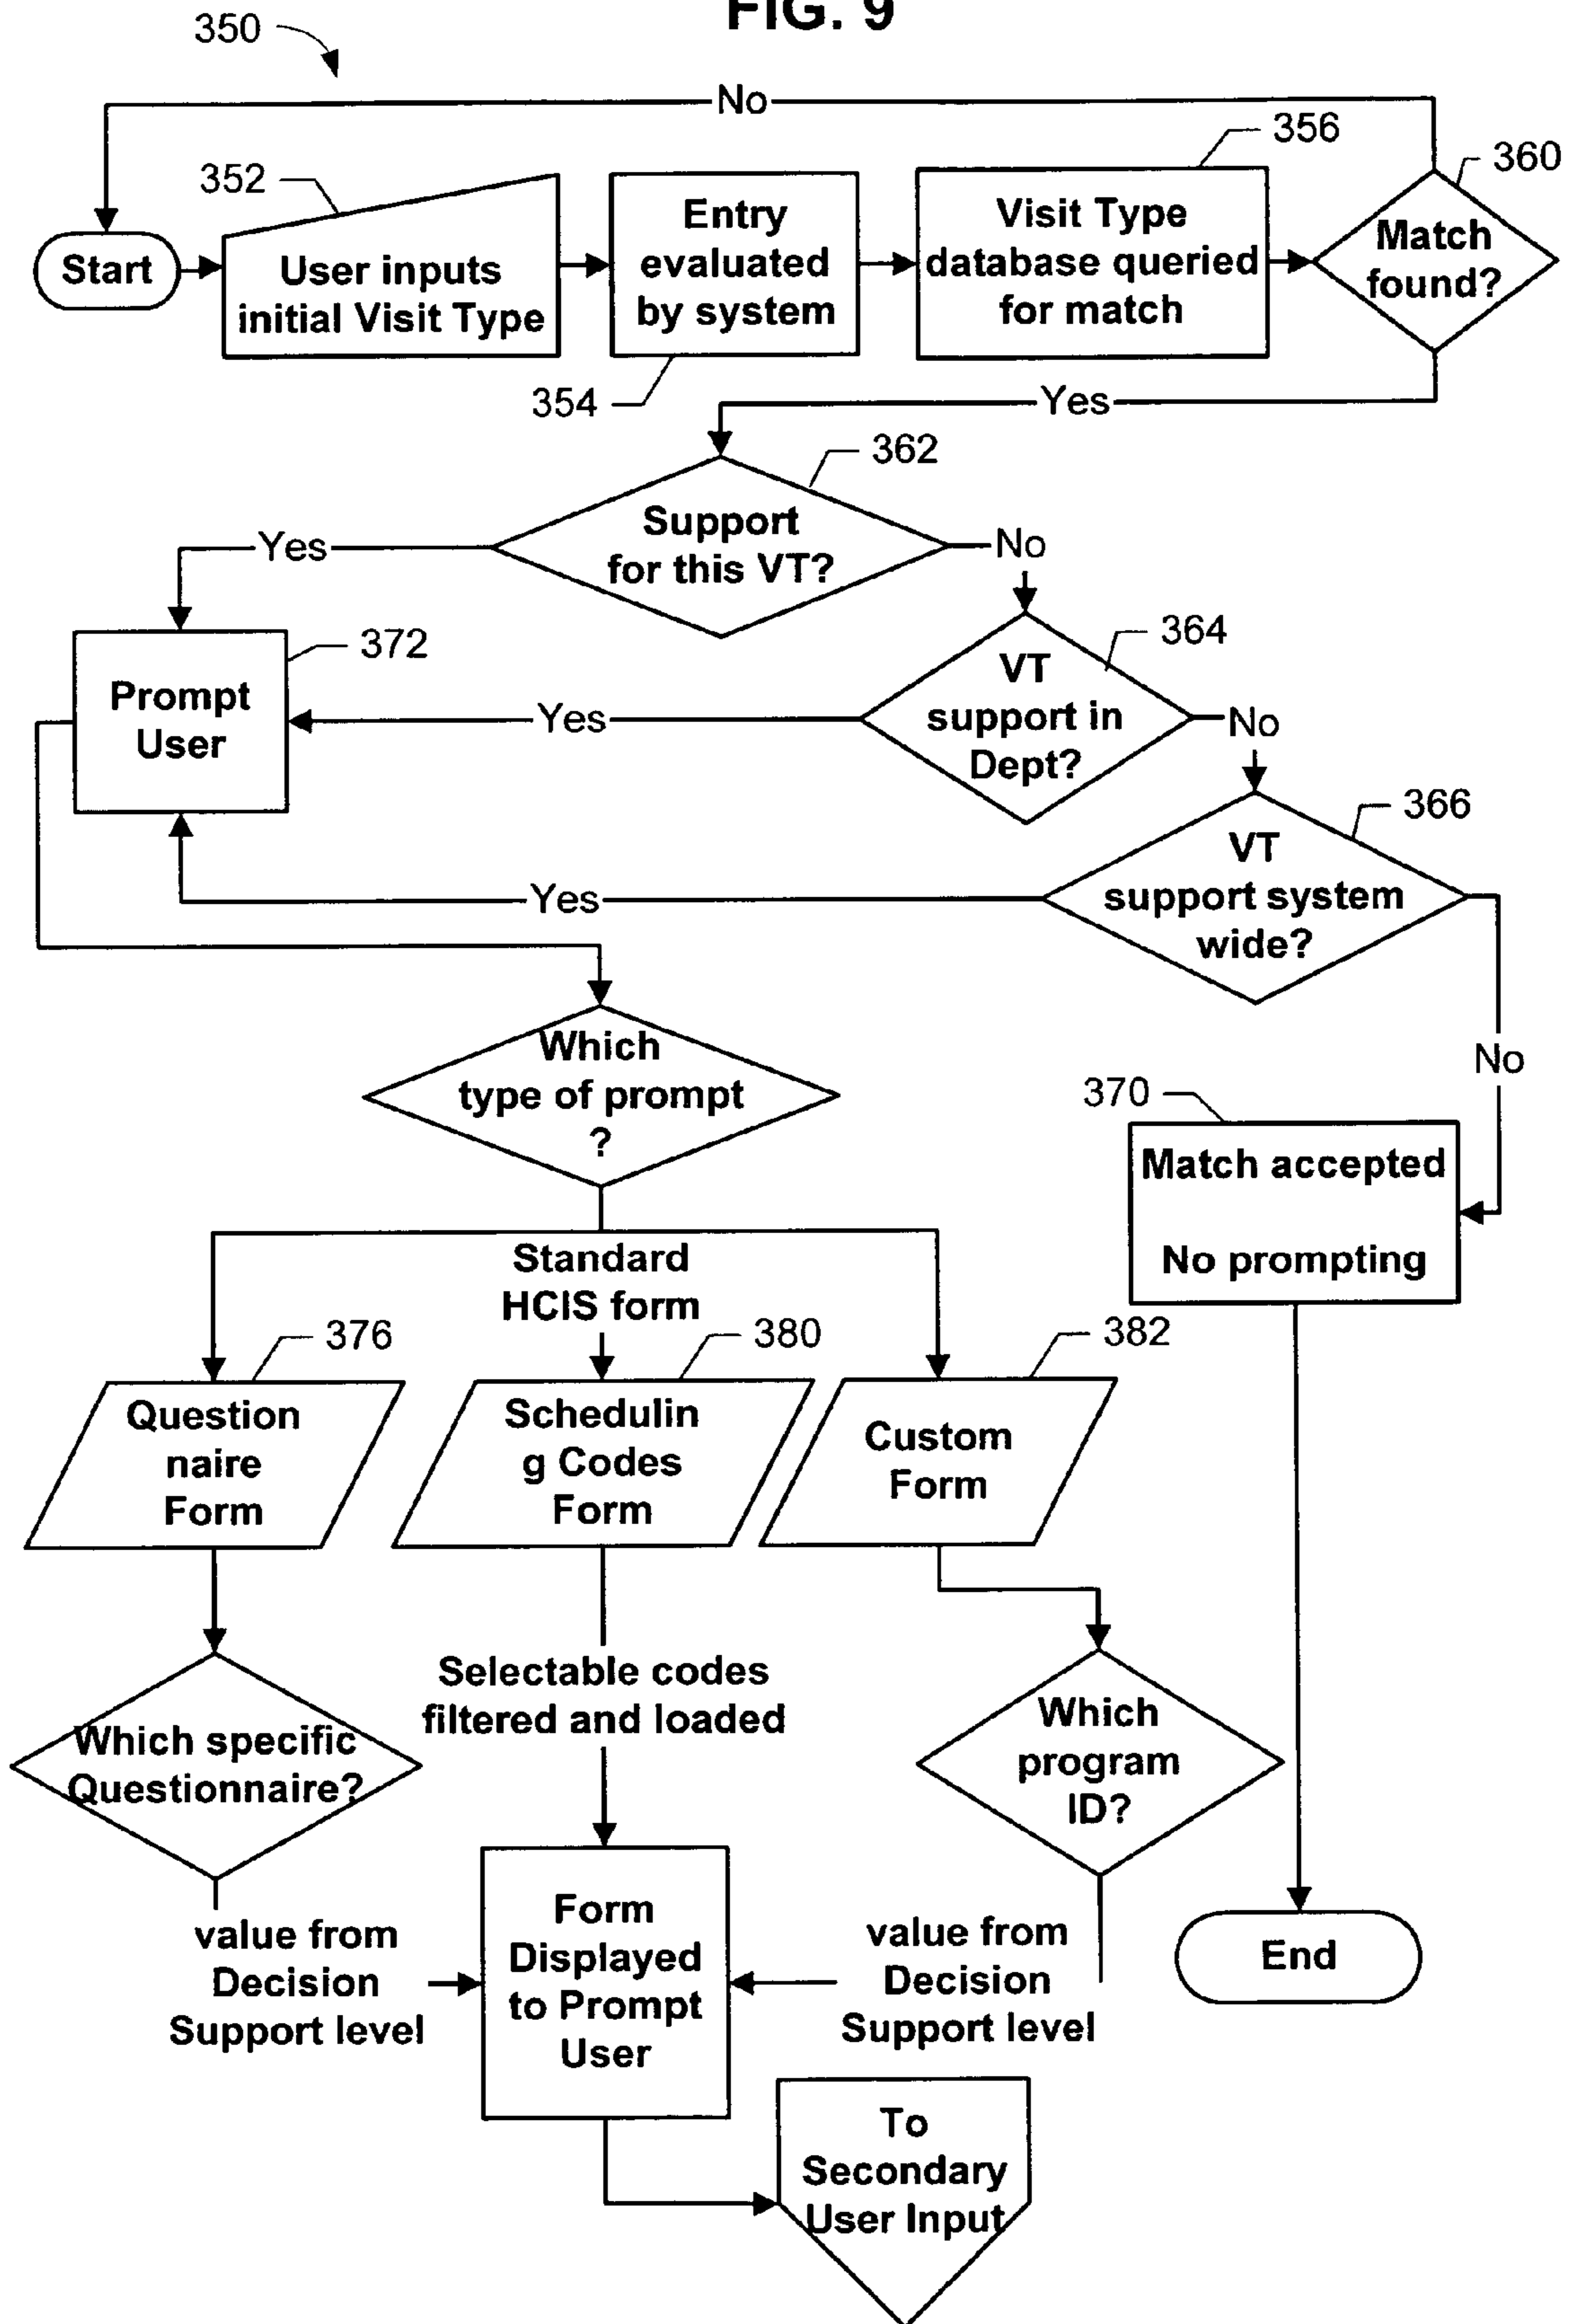 FIG. 9
350
No
352
356
360
Start
User inputs
initial Visit Type
Entry
evaluated
by system
Visit Type
database queried
for match
Match
found?
354
Yes
362
Support
for this VT?
Yes
No
372
Prompt
User
364
VT
support in
Dept?
Yes
No
366
VT
support system
wide?
Yes
No
Which
type of prompt
?
370
Match accepted
No prompting
Standard
HCIS form
376
380
382
Question
naire
Form
Schedulin
g Codes
Form
Custom
Form
Selectable codes
filtered and loaded
Which specific
Questionnaire?
Which
program
ID?
value from
Decision
Support level
Form
Displayed
to Prompt
User
value from
Decision
Support level
End
To
Secondary
User Input